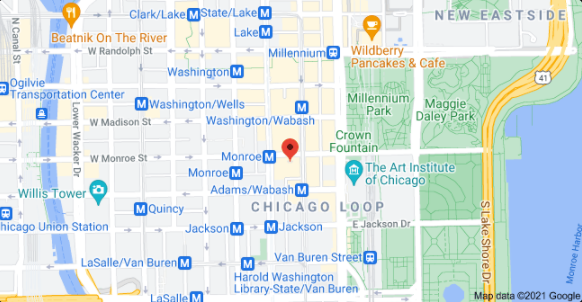 Clark/Lake
State/Lake
NEW EASTSIDE
N Canal St
Beatnik On The River
Lake
Wildberry
Pancakes & Cafe
W Randolph St
Millennium
Washington
41
Ogilvie
Transportation Center
Washington/Wells
Millennium
Park
Maggie
Daley Park
Lower Wacker Dr
W Madison St
Washington/Wabash
Crown
Fountain
W Monroe St
Monroe
The Art Institute
of Chicago
Monroe
Willis Tower
Adams/Wabash
Quincy
CHICAGO LOOP
S Lake Shore Dr
hicago Union Station
Jackson
Jackson
E Jackson Dr
Monroe Harbor
LaSalle/Van Buren
Van Buren Street
Harold Washington
Library-State/Van
LaSalle/Van Buren
Map data ©2021 Google